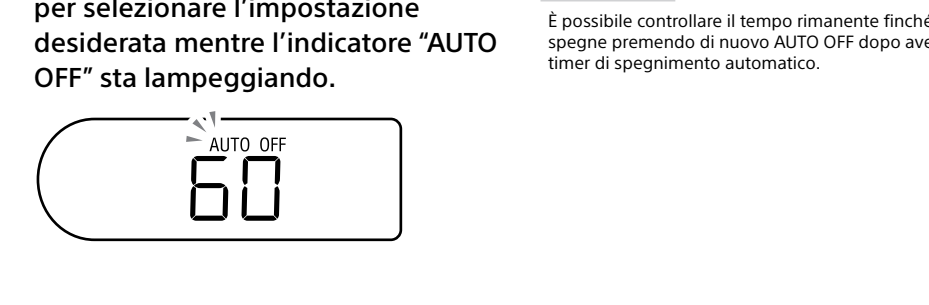 per selezionare l'impostazione
desiderata mentre l'indicatore "AUTO
OFF" sta lampeggiando.
AUTO OFF
60
È possibile controllare il tempo rimanente finché
spegne premendo di nuovo AUTO OFF dopo
timer di spegnimento automatico.